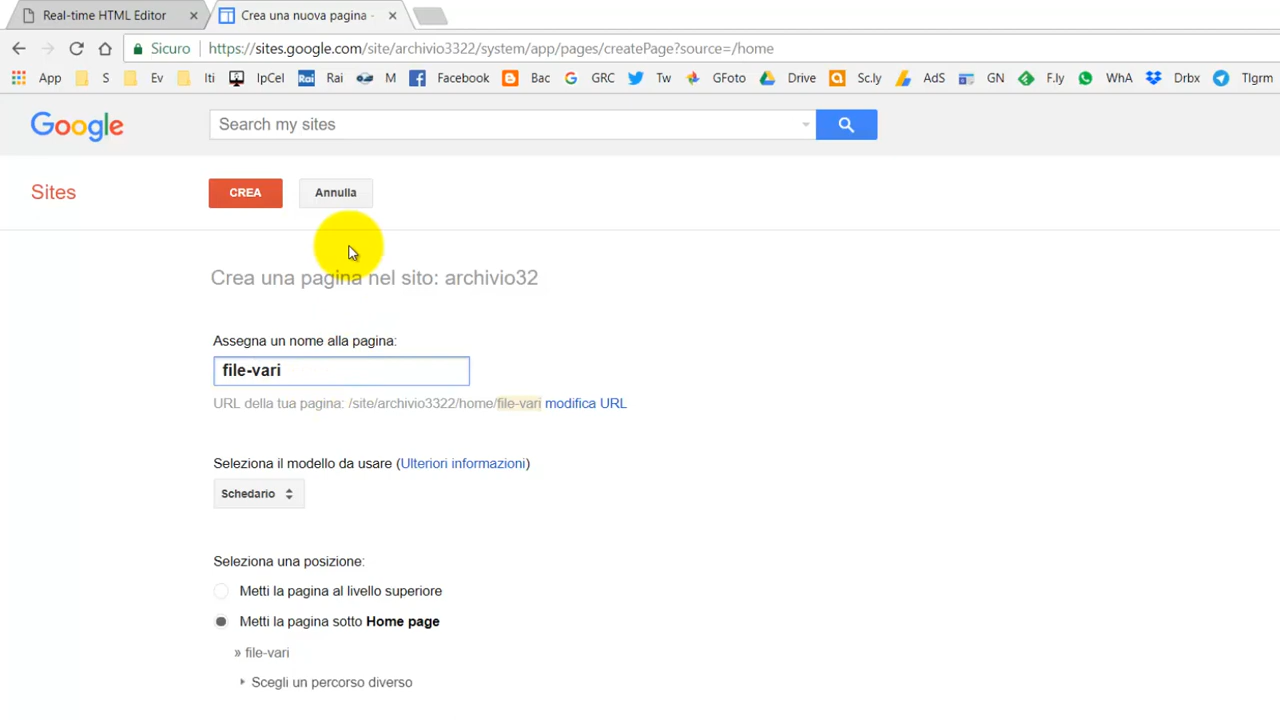 Real-time HTML Editor
Crea una nuova pagina -
Sicuro https://sites.google.com/site/archivio3322/system/app/pages/createPage?source=/home
App S Ev Iti IpCel Rai Rai M Facebook Bac GRC Tw GFoto Drive Sc.ly AdS GN F.ly WhA Drbx Tlgrm
Google
Search my sites
Sites
CREA
Annulla
Crea una pagina nel sito: archivio32
Assegna un nome alla pagina:
file-vari
URL della tua pagina: /site/archivio3322/home/file-vari modifica URL
Seleziona il modello da usare (Ulteriori informazioni)
Schedario
Seleziona una posizione:
Metti la pagina al livello superiore
Metti la pagina sotto Home page
» file-vari
Scegli un percorso diverso